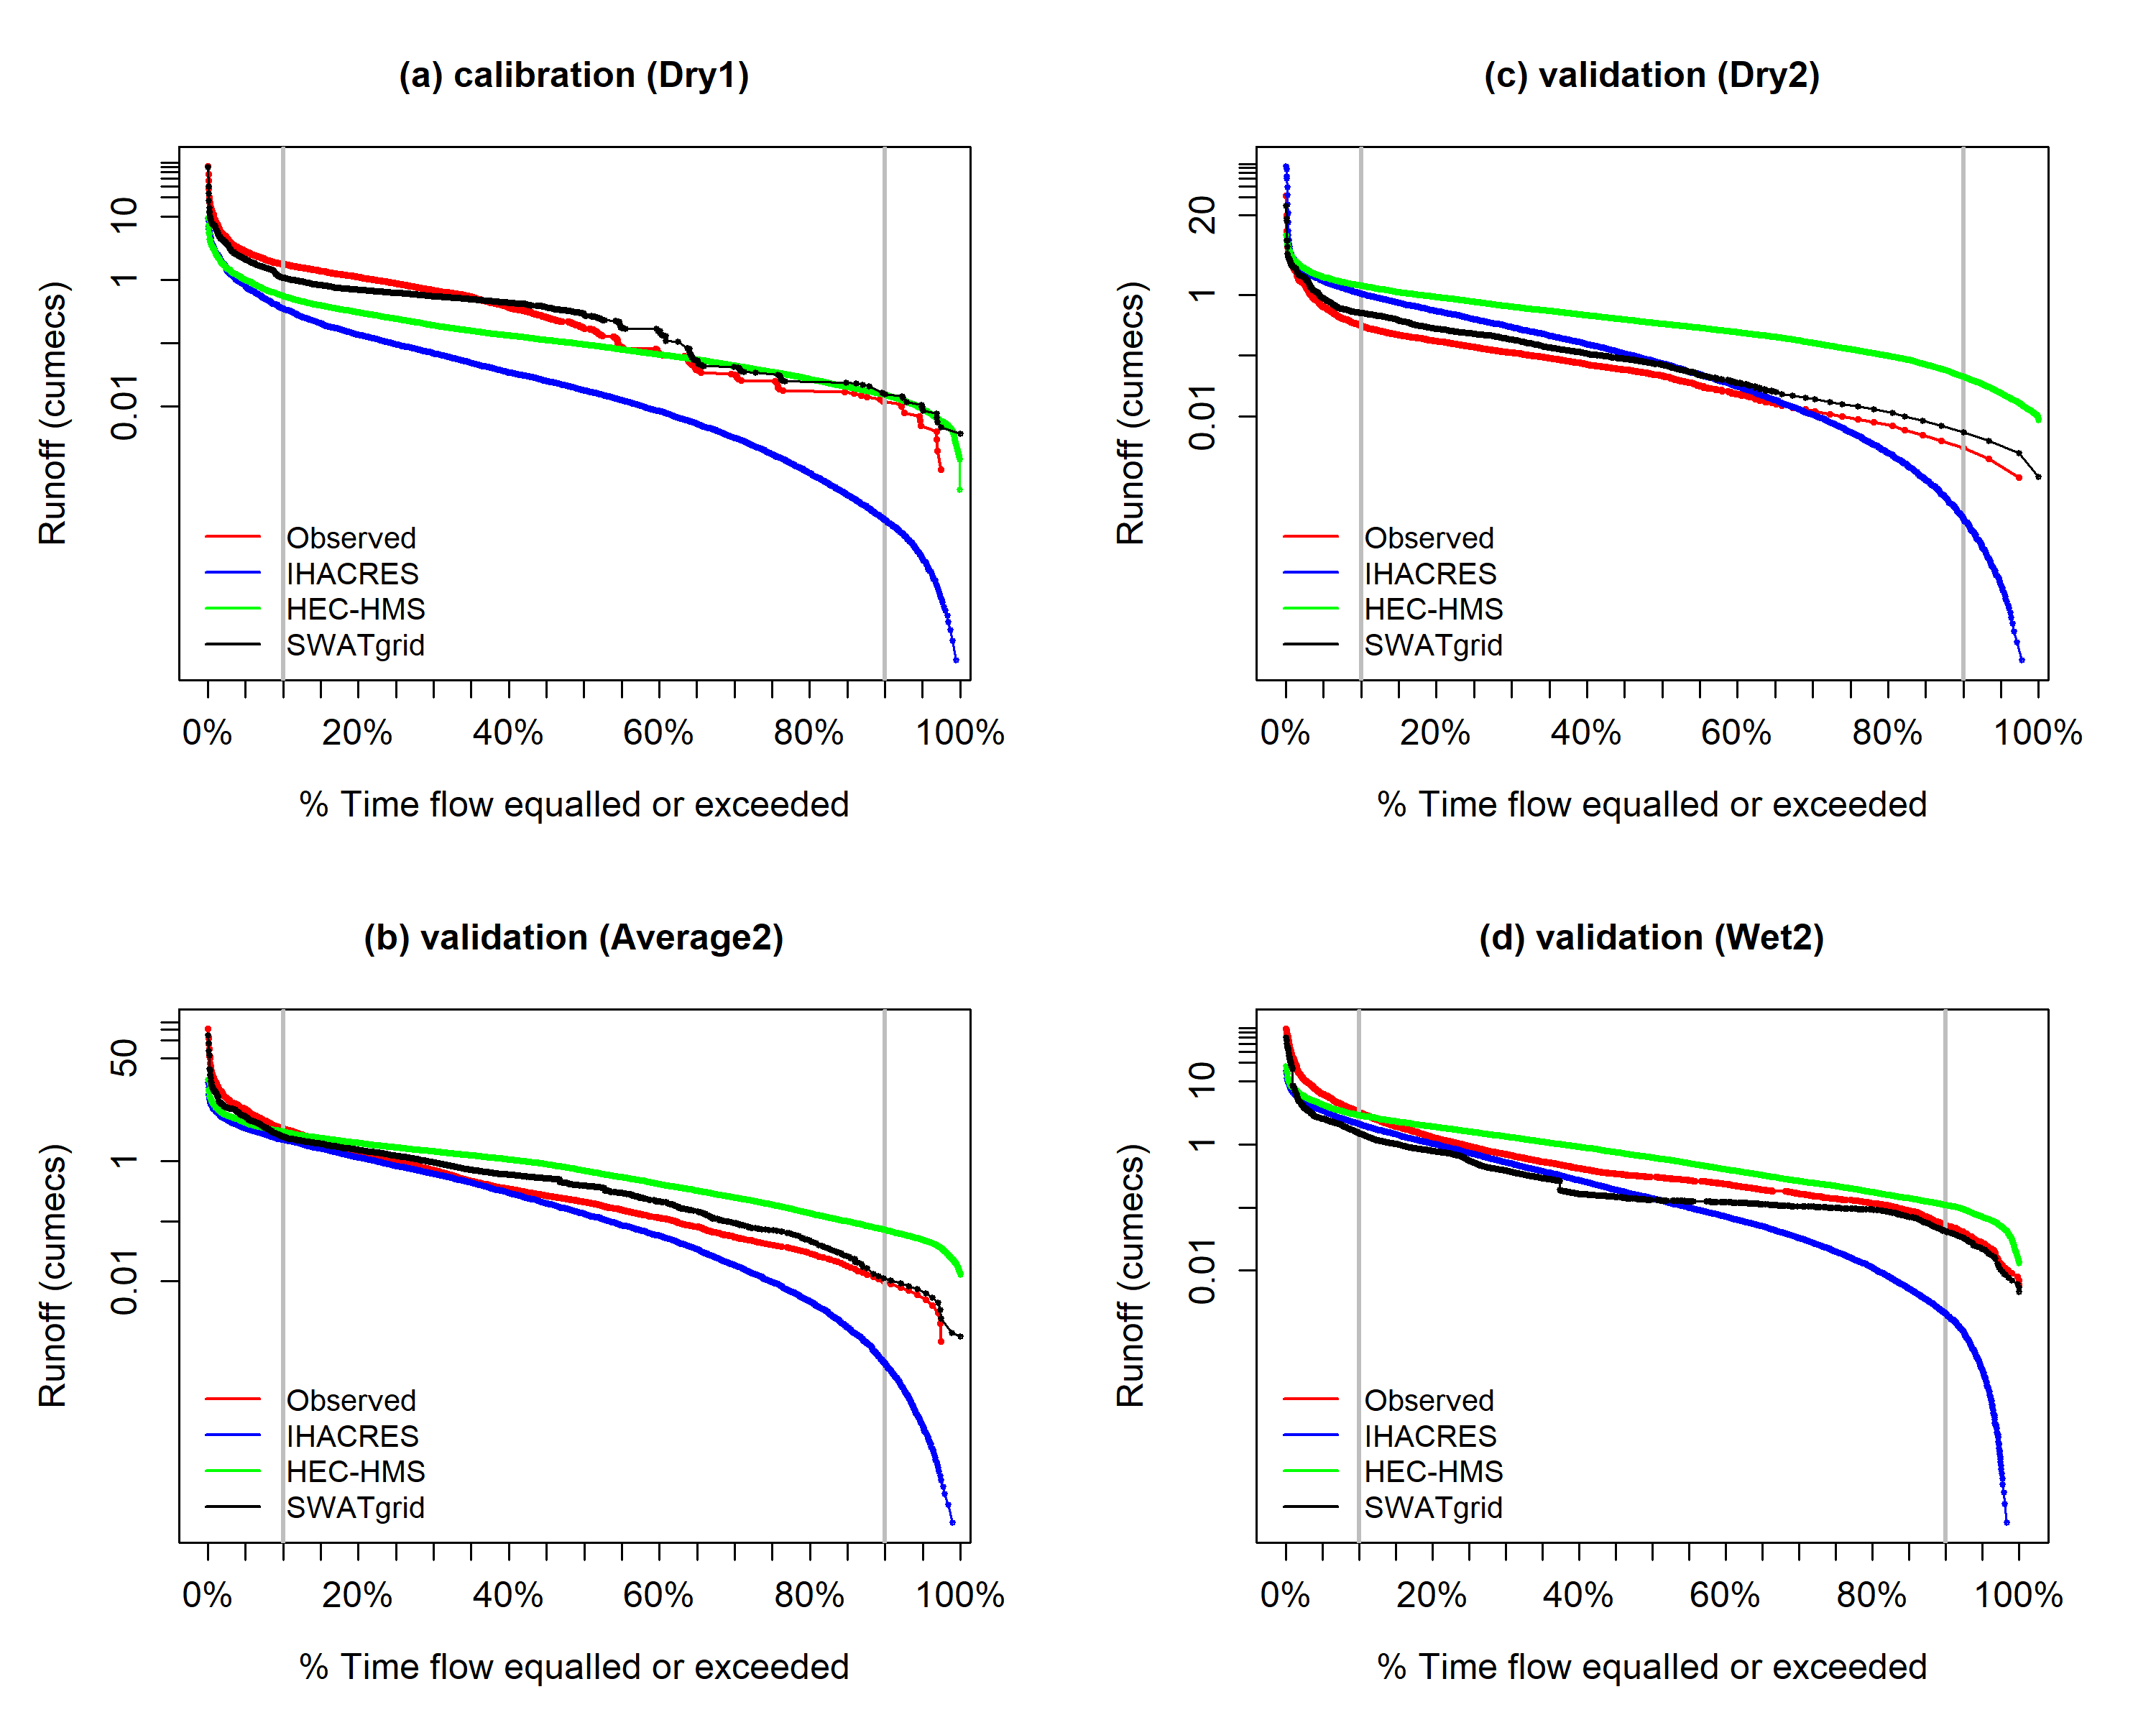 (a) calibration (Dry1)
Runoff (cumecs)
10
1
0.01
Observed
IHACRES
HEC-HMS
SWATgrid
0% 20% 40% 60% 80% 100%
% Time flow equalled or exceeded
(c) validation (Dry2)
Runoff (cumecs)
20
1
0.01
Observed
IHACRES
HEC-HMS
SWATgrid
0% 20% 40% 60% 80% 100%
% Time flow equalled or exceeded
(b) validation (Average2)
Runoff (cumecs)
50
1
0.01
Observed
IHACRES
HEC-HMS
SWATgrid
0% 20% 40% 60% 80% 100%
% Time flow equalled or exceeded
(d) validation (Wet2)
Runoff (cumecs)
10
1
0.01
Observed
IHACRES
HEC-HMS
SWATgrid
0% 20% 40% 60% 80% 100%
% Time flow equalled or exceeded